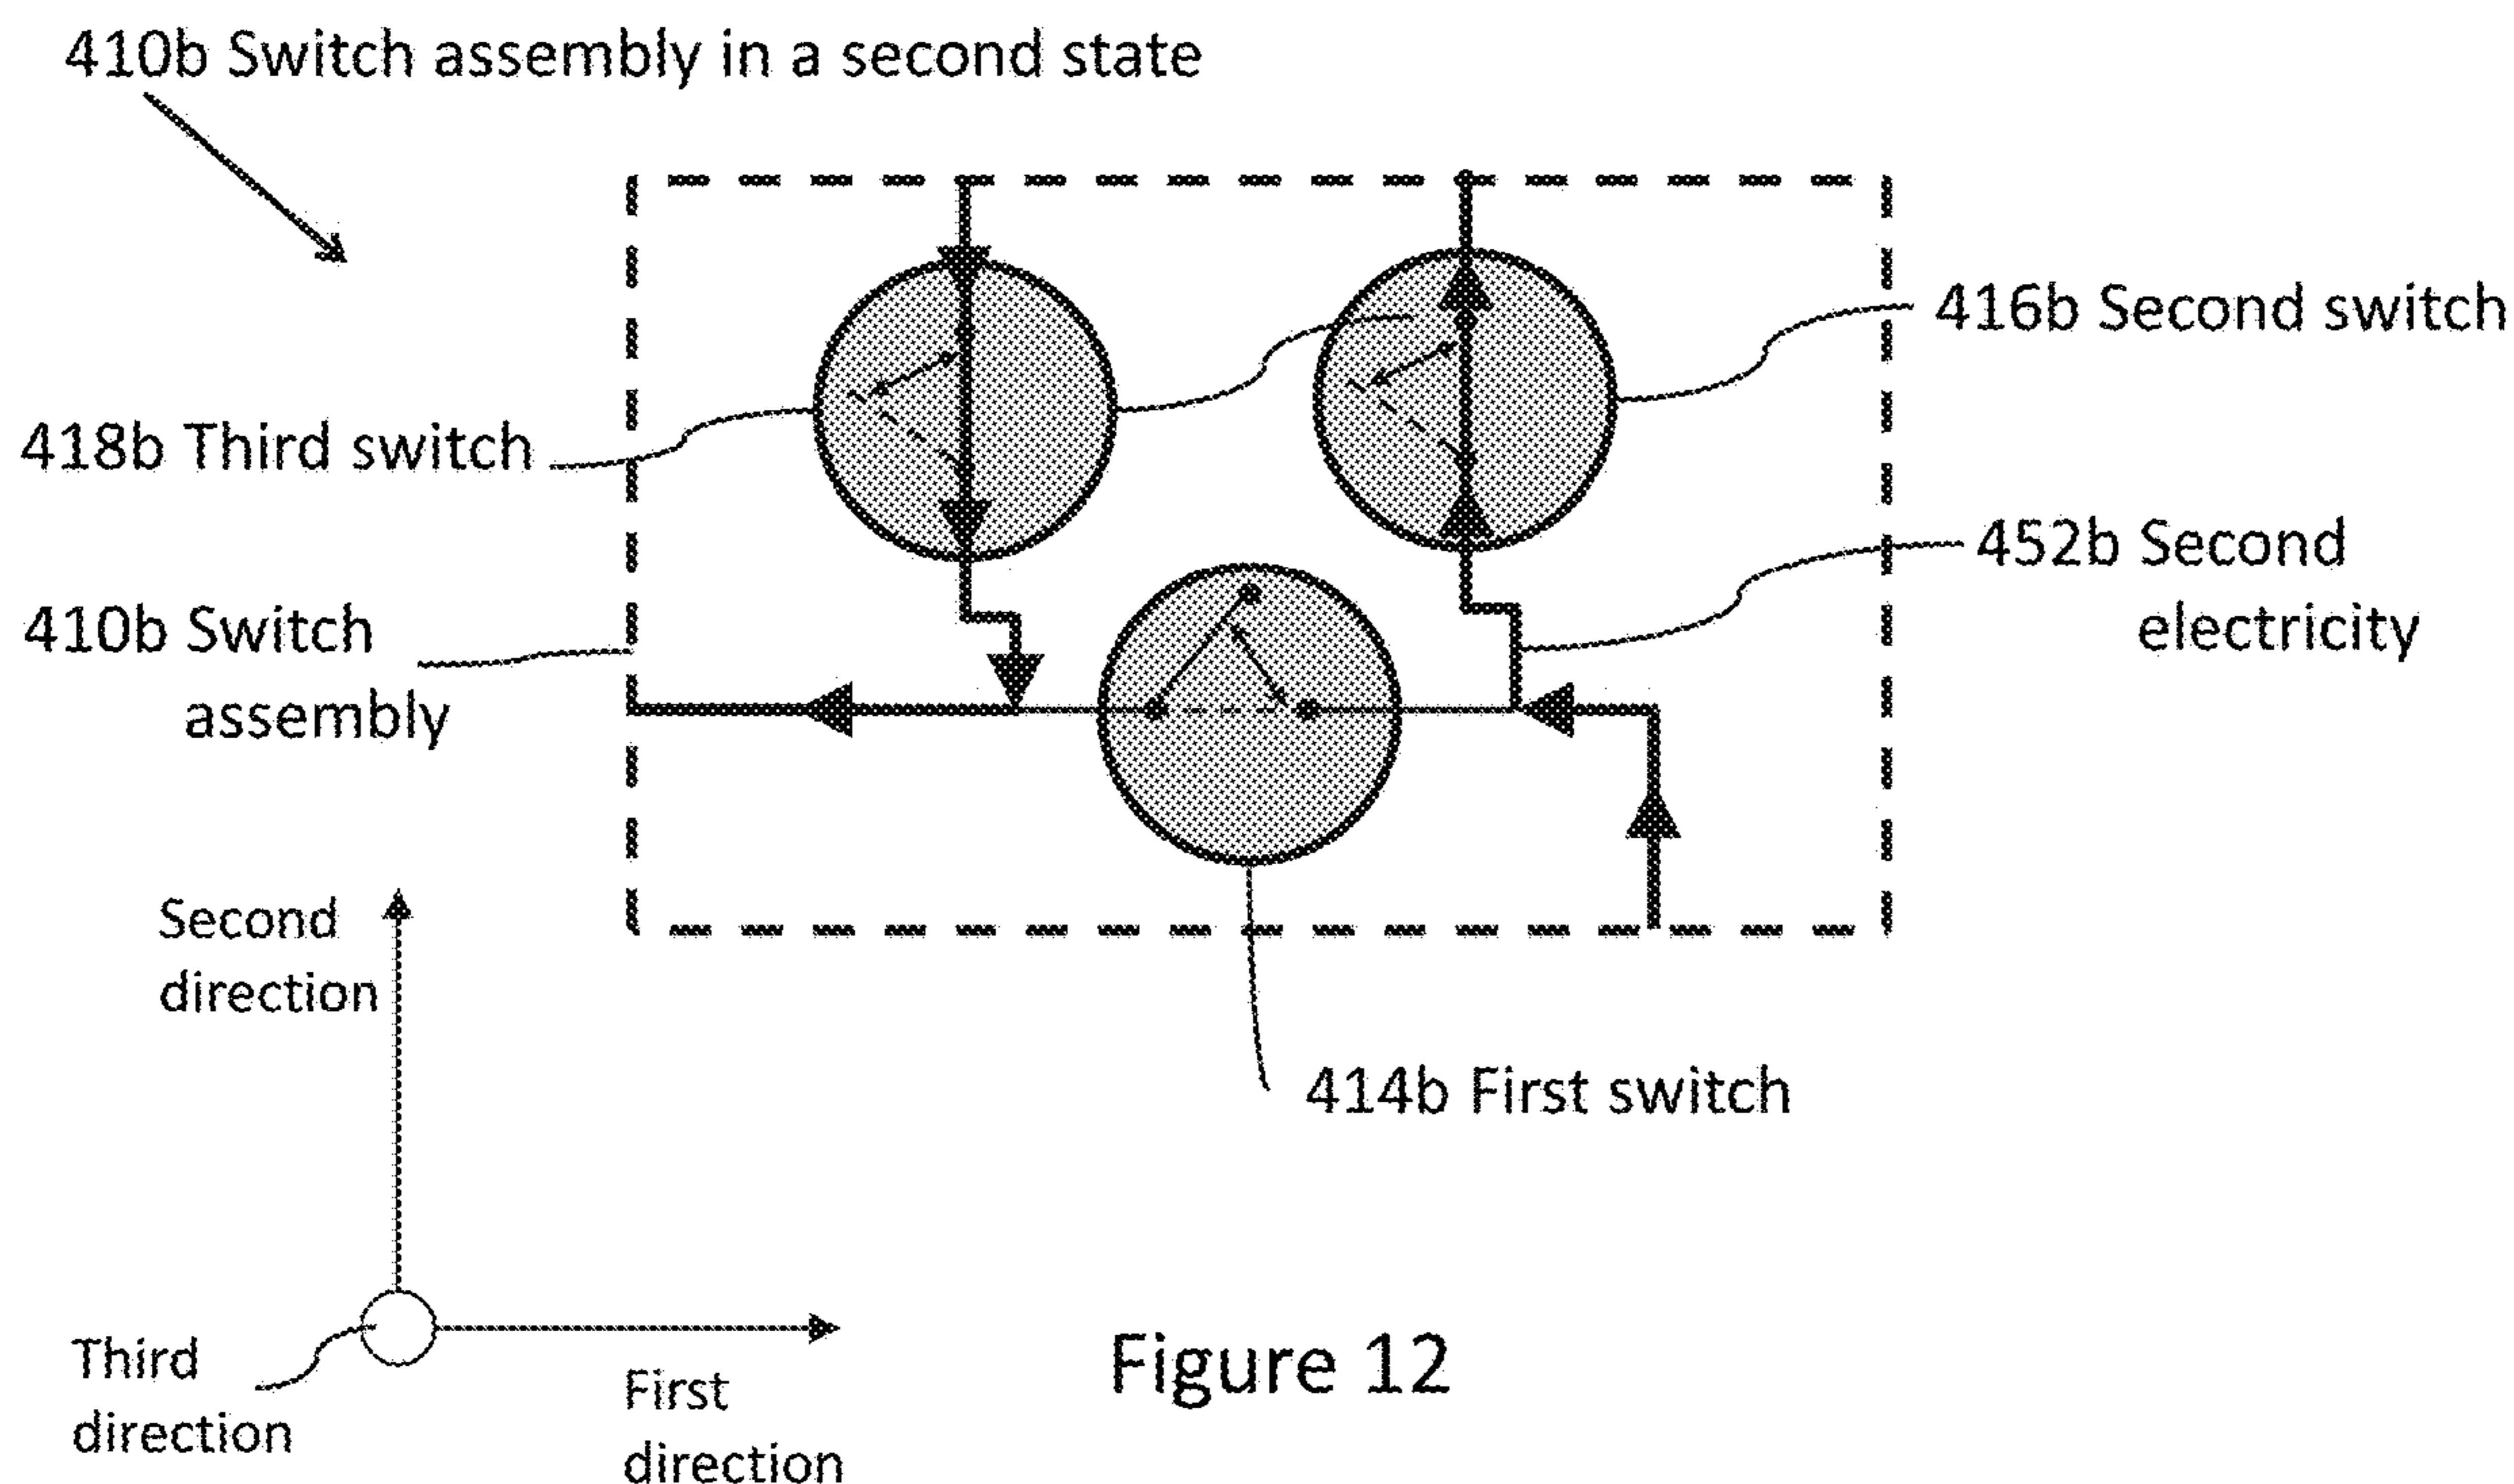 410b Switch assembly in a second state
416b Second switch
418b Third switch
452b Second
electricity
410b Switch
assembly
Second
direction
414b First switch
Third
direction
First
direction
Figure 12